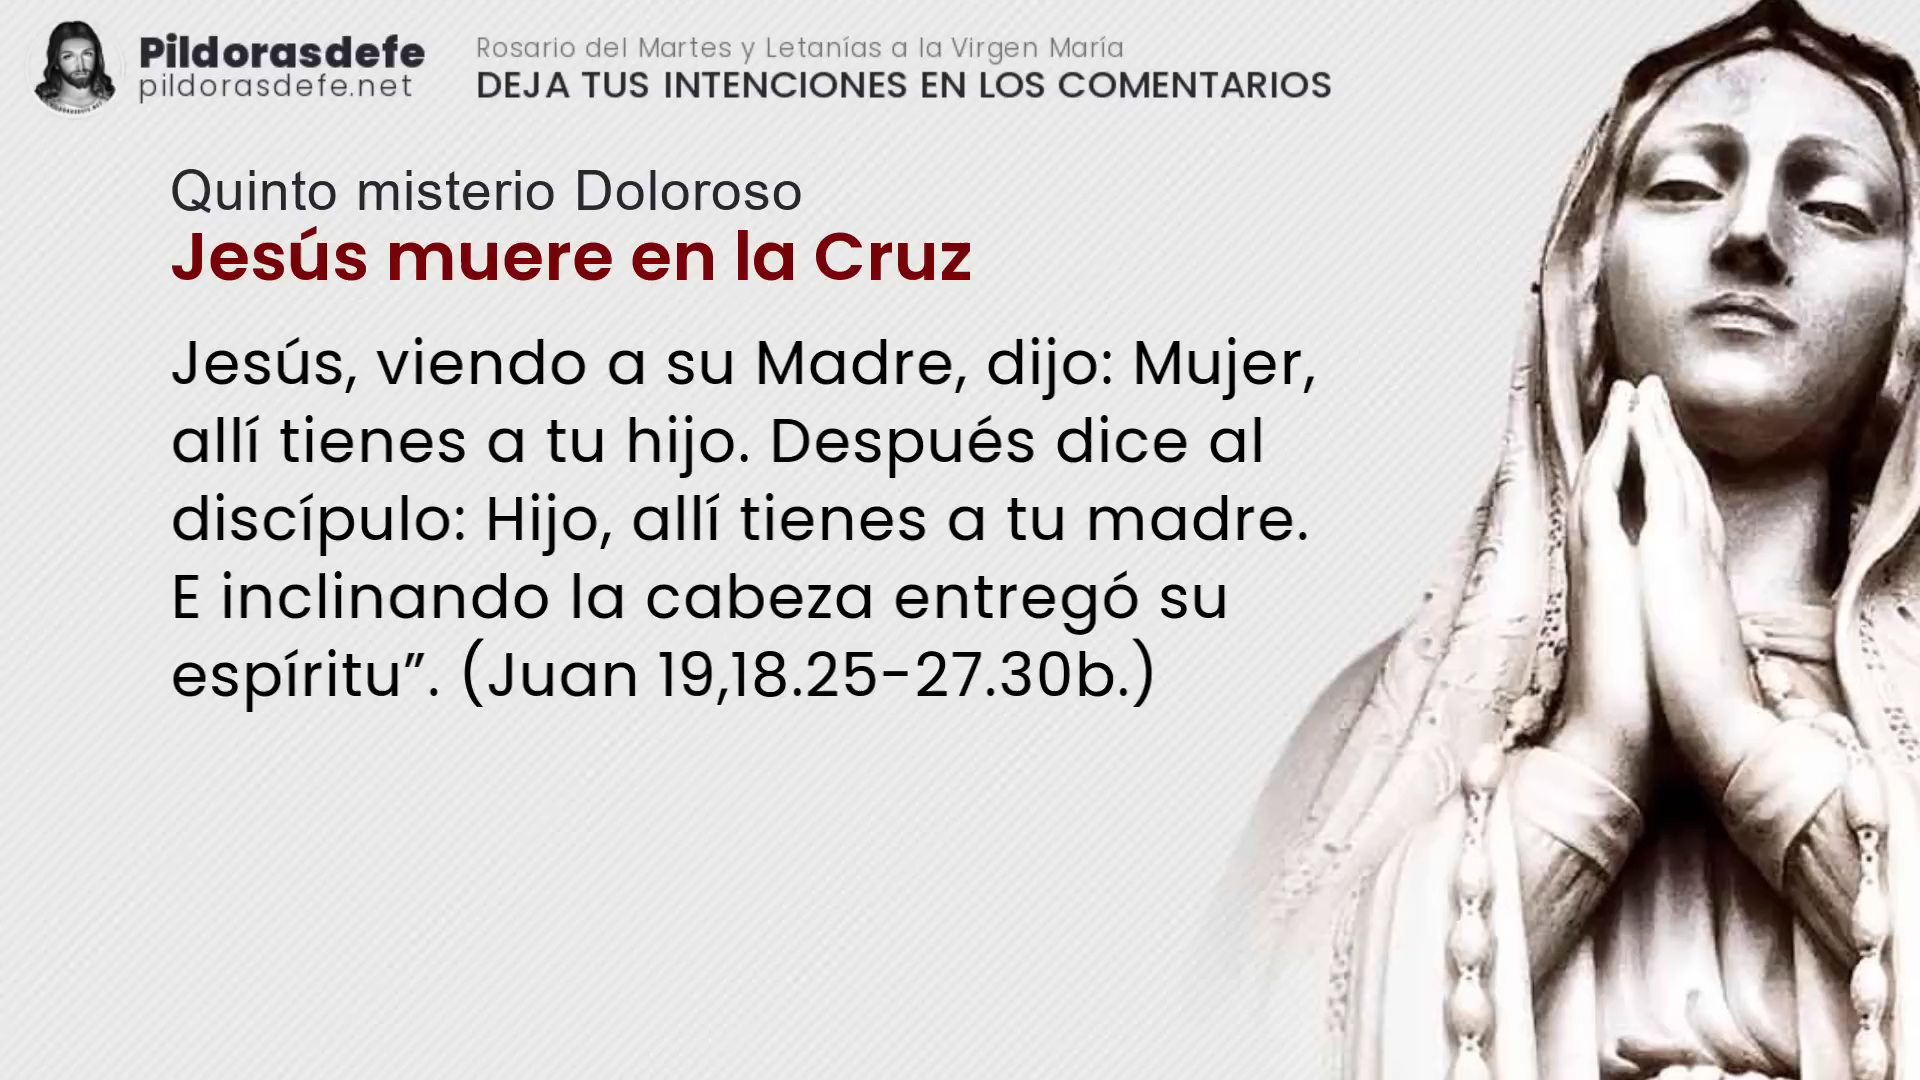 Pildorasdefe
pildorasdefe.net
Rosario del Martes y Letanías a la Virgen María
DEJA TUS INTENCIONES EN LOS COMENTARIOS
Quinto misterio Doloroso
Jesús muere en la Cruz
Jesús, viendo a su Madre, dijo: Mujer,
allí tienes a tu hijo. Después dice al
discípulo: Hijo, allí tienes a tu madre.
E inclinando la cabeza entregó su
espíritu”. (Juan 19,18.25-27.30b.)